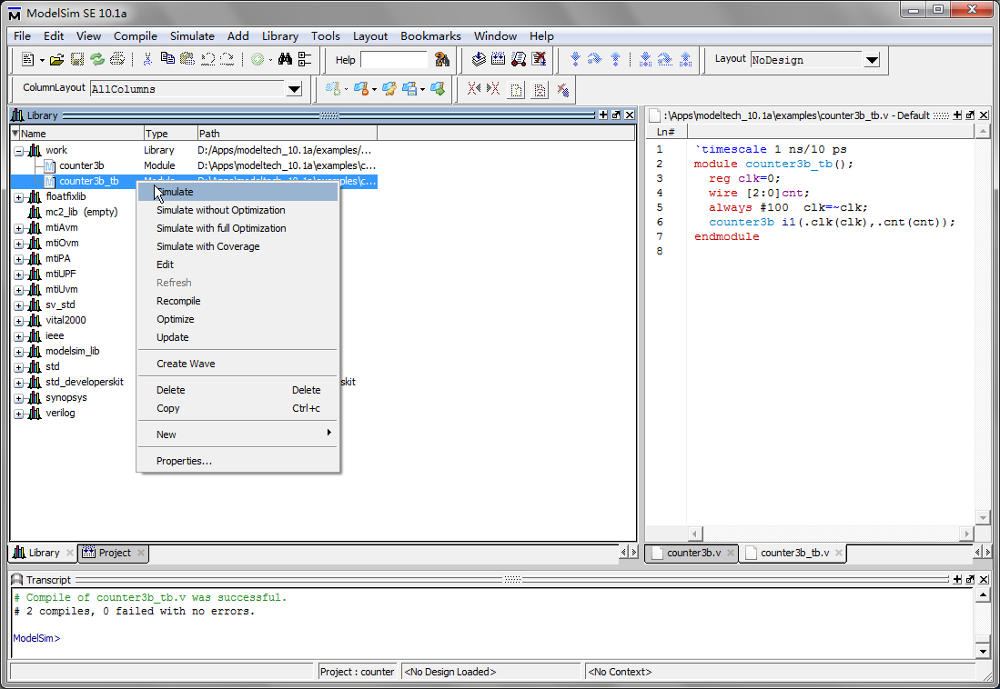 ModelSim SE 10.1a
File Edit View Compile Simulate Add Library Tools Layout Bookmarks Window Help
Help Layout NoDesign
ColumnLayout AllColumns
Library
Name Type Path
work Library D:/Apps/modeltech_10.1a/examples/...
counter3b Module D:\Apps\modeltech_10.1a\examples\c...
counter3b_tb Module D:\Apps\modeltech_10.1a\examples\c...
floatfixlib
mc2_lib (empty)
mtiAvm
mtiOvm
mtiPA
mtiUPF
mtiUvm
sv_std
vital2000
ieee
modelsim_lib
std
std_developerskit
skit
synopsys
verilog
Simulate
Simulate without Optimization
Simulate with full Optimization
Simulate with Coverage
Edit
Refresh
Recompile
Optimize
Update
Create Wave
Delete Delete
Copy Ctrl+c
New
Properties...
Library Project
:\Apps\modeltech_10.1a\examples\counter3b_tb.v - Default
Ln#
1 `timescale 1 ns/10 ps
2 module counter3b_tb();
3 reg clk=0;
4 wire [2:0]cnt;
5 always #100 clk=~clk;
6 counter3b i1(.clk(clk),.cnt(cnt));
7 endmodule
8
counter3b.v counter3b_tb.v
Transcript
# Compile of counter3b_tb.v was successful.
# 2 compiles, 0 failed with no errors.
ModelSim>
Project : counter <No Design Loaded> <No Context>